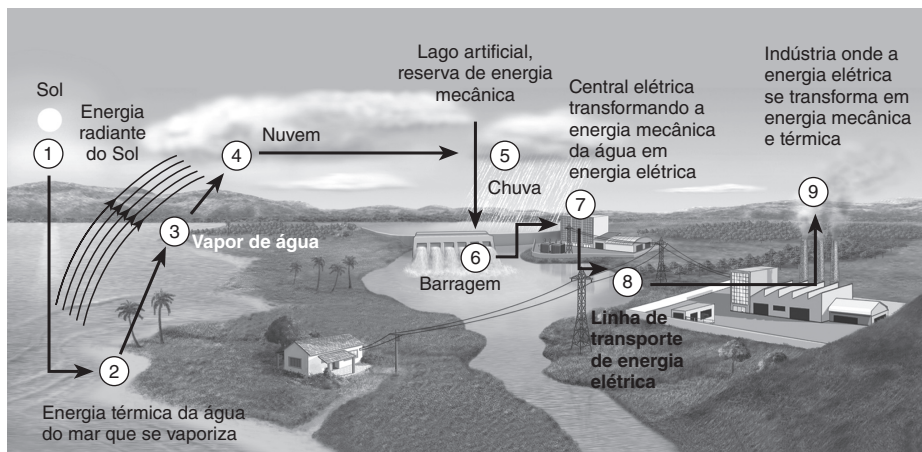 Sol
1
Energia
radiante
do Sol
2
Energia térmica da água
do mar que se vaporiza
3
Vapor de água
4
Nuvem
Lago artificial,
reserva de energia
mecânica
5
Chuva
6
Barragem
Central elétrica
transformando a
energia mecânica
da água em
energia elétrica
7
8
Linha de
transporte
de energia
elétrica
Indústria onde a
energia elétrica
se transforma em
energia mecânica
e térmica
9